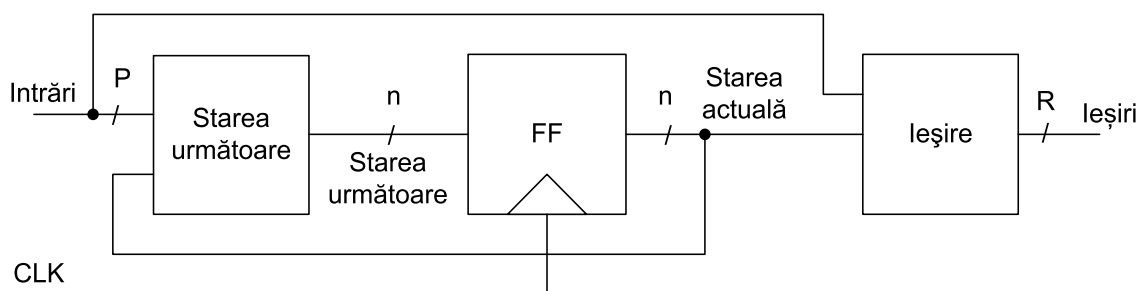 Intrări
P
Starea
următoare
n
Starea
următoare
FF
n
Starea
actuală
Ieşire
R
Ieșiri
CLK